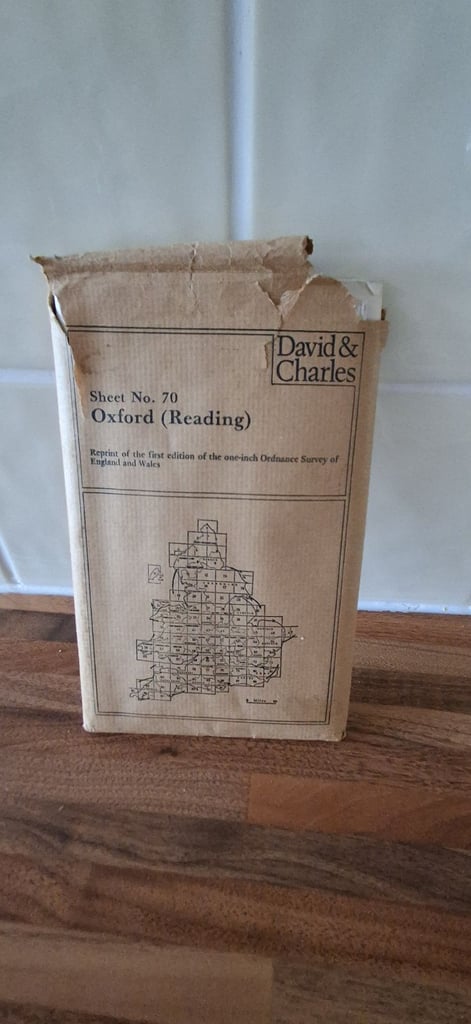 David &
Charles
Sheet No. 70
Oxford (Reading)
Reprint of the first edition of the one-inch Ordnance Survey of
England and Wales